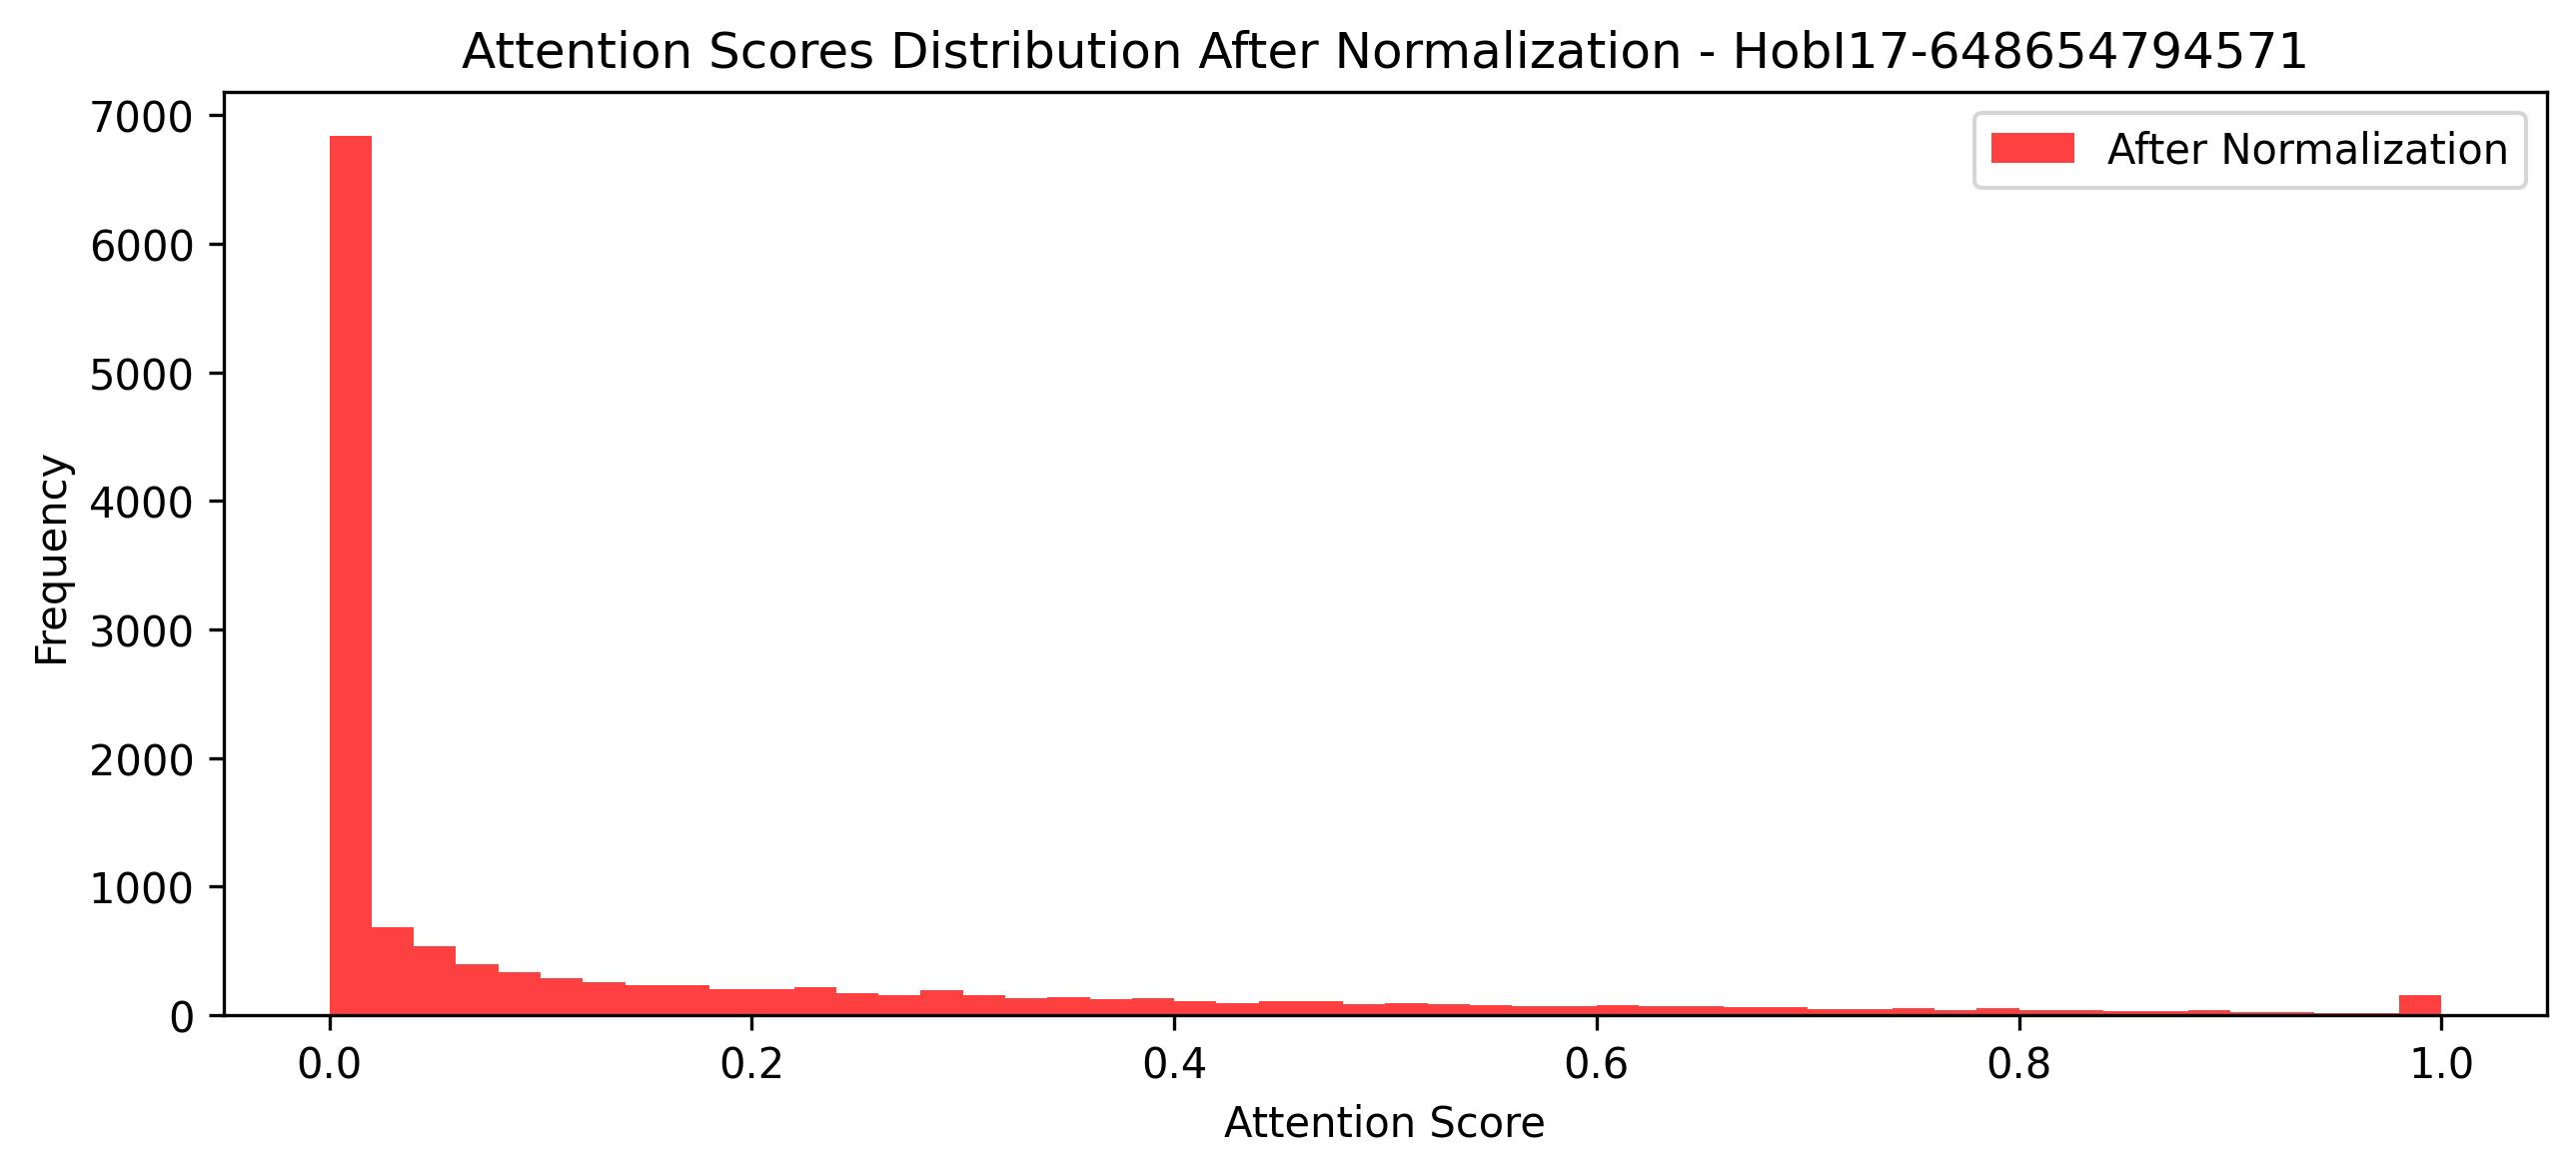 Attention Scores Distribution After Normalization - HobI17-648654794571
After Normalization
Frequency
7000
6000
5000
4000
3000
2000
1000
0
0.0 0.2 0.4 0.6 0.8 1.0
Attention Score